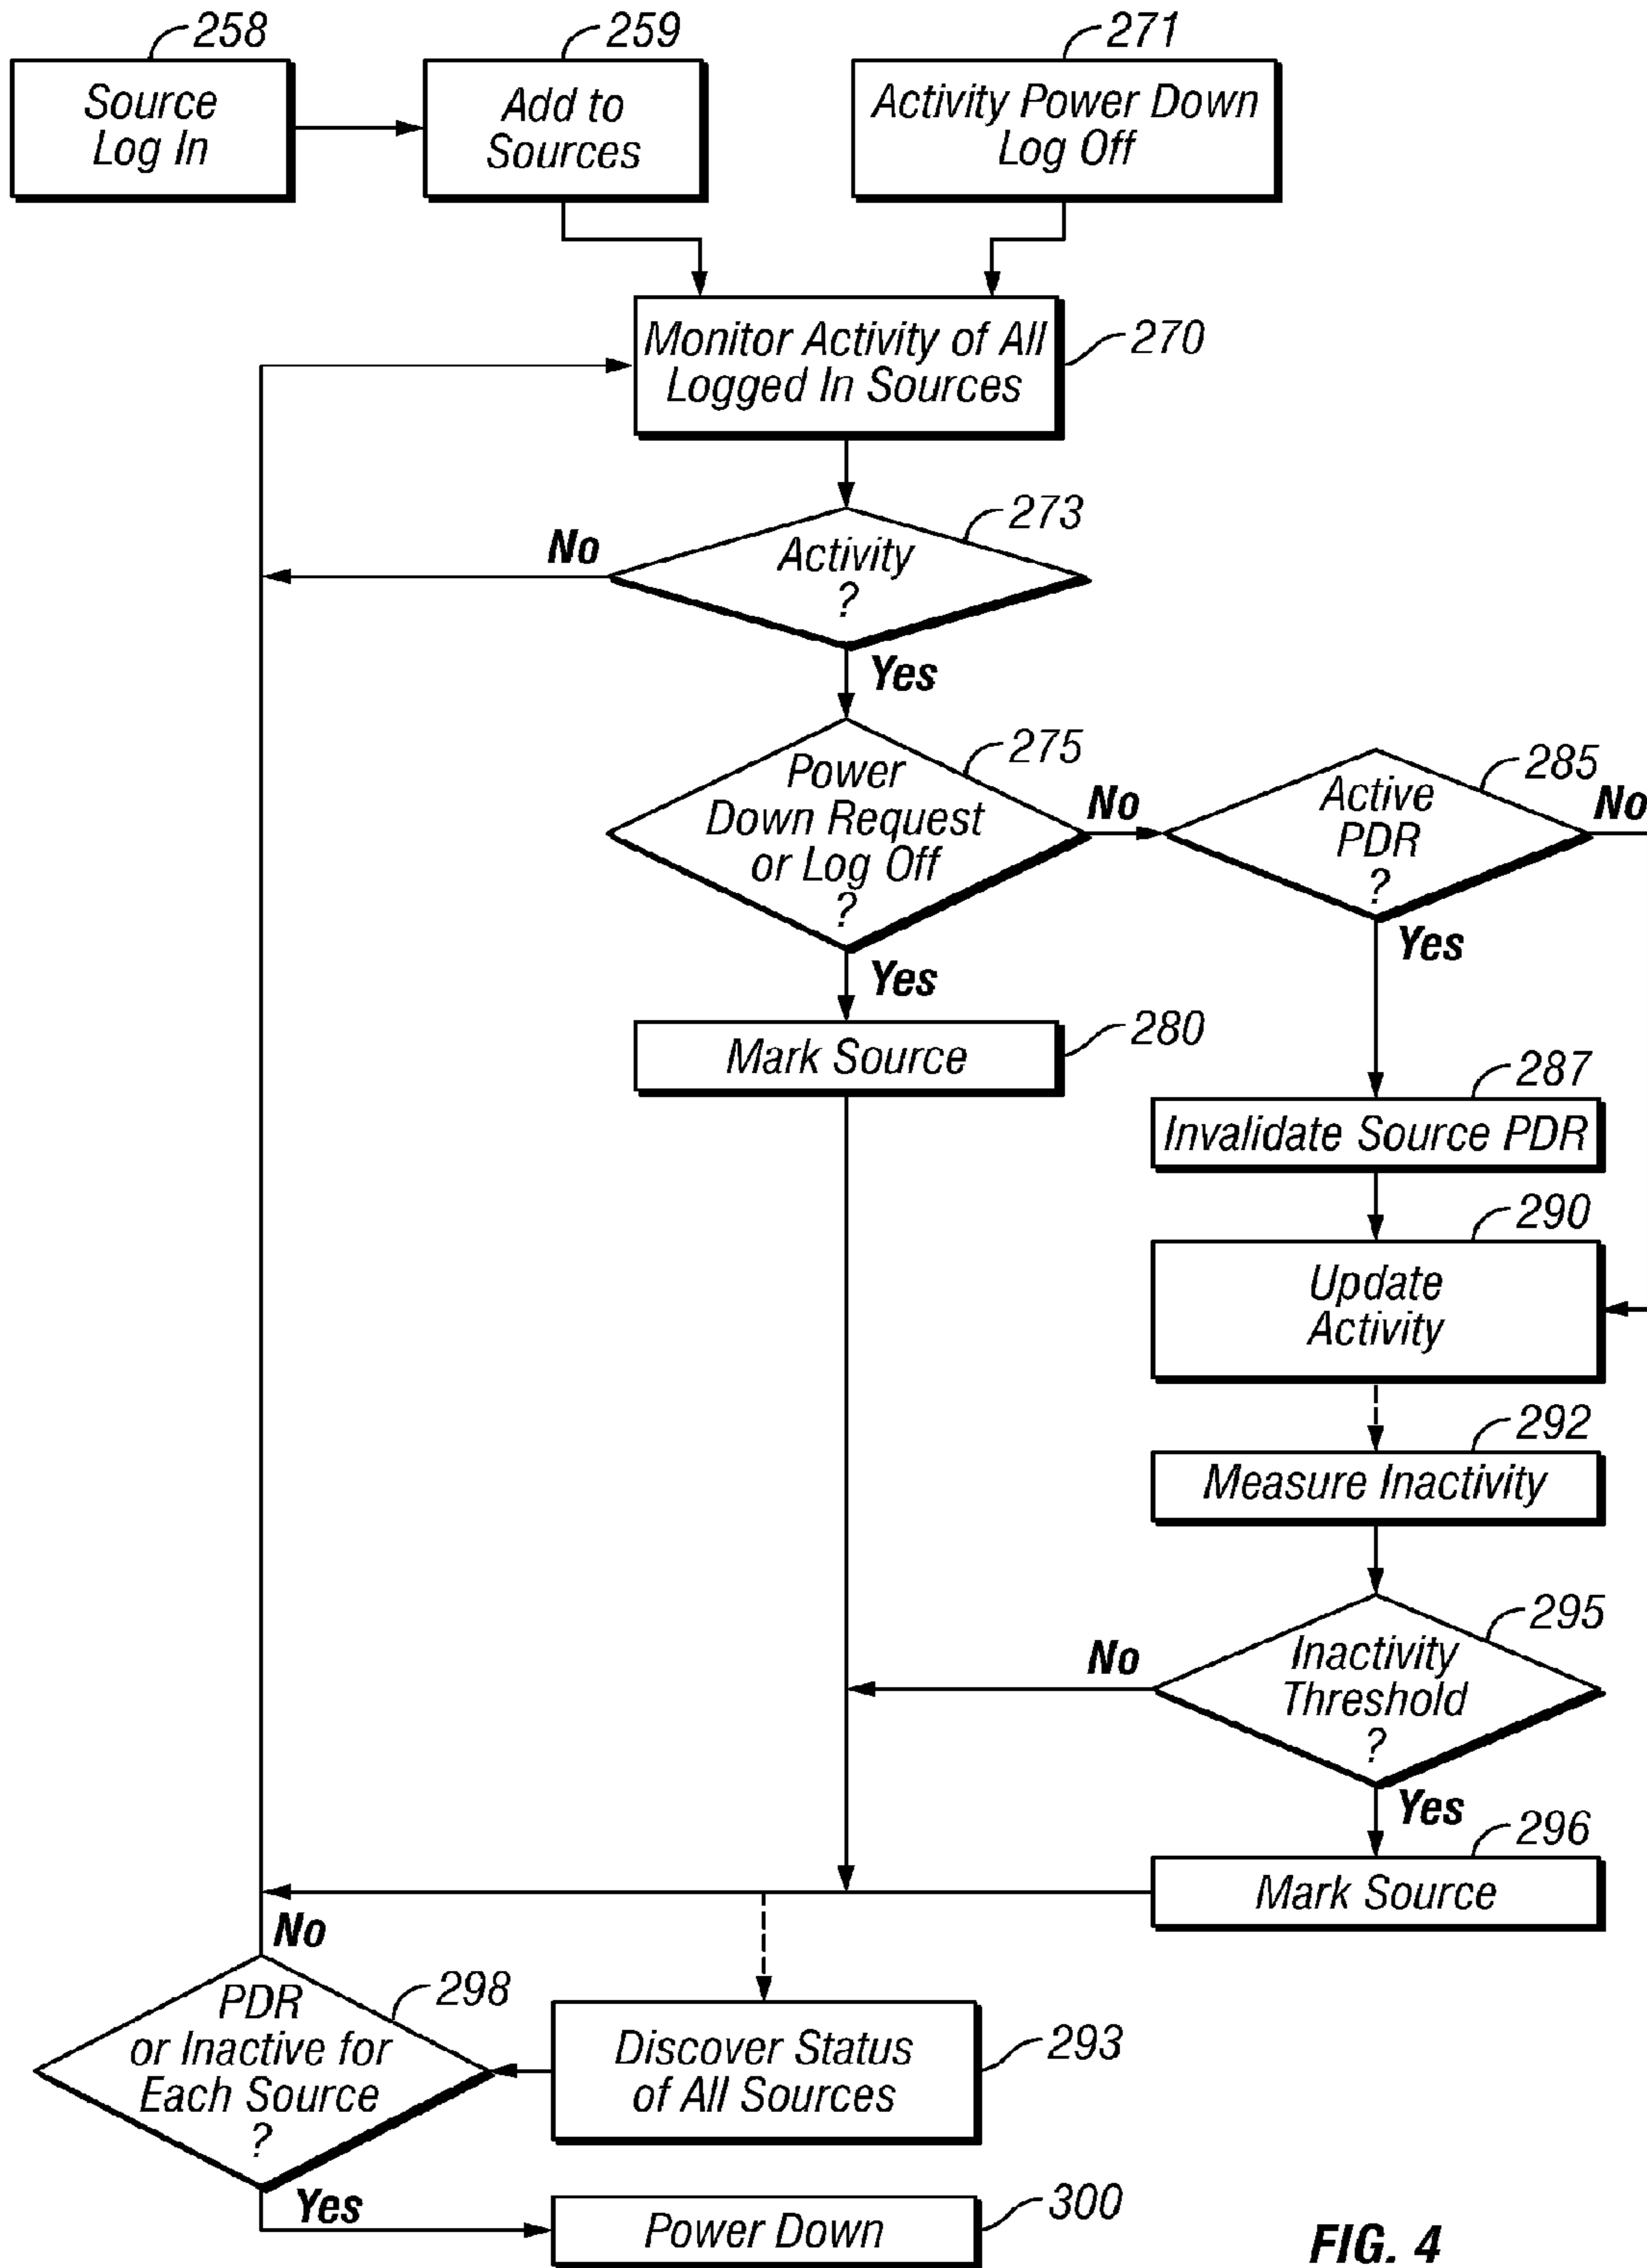 258
Source
Log In
259
Add to
Sources
271
Activity Power Down
Log Off
Monitor Activity of All
Logged In Sources
270
273
Activity
?
No
Yes
275
Power
Down Request
or Log Off
?
No
Yes
285
Active
PDR
?
No
Yes
Mark Source
280
287
Invalidate Source PDR
290
Update
Activity
292
Measure Inactivity
295
Inactivity
Threshold
?
No
Yes
296
Mark Source
No
298
PDR
or Inactive for
Each Source
?
Yes
Discover Status
of All Sources
293
Power Down
300
FIG. 4